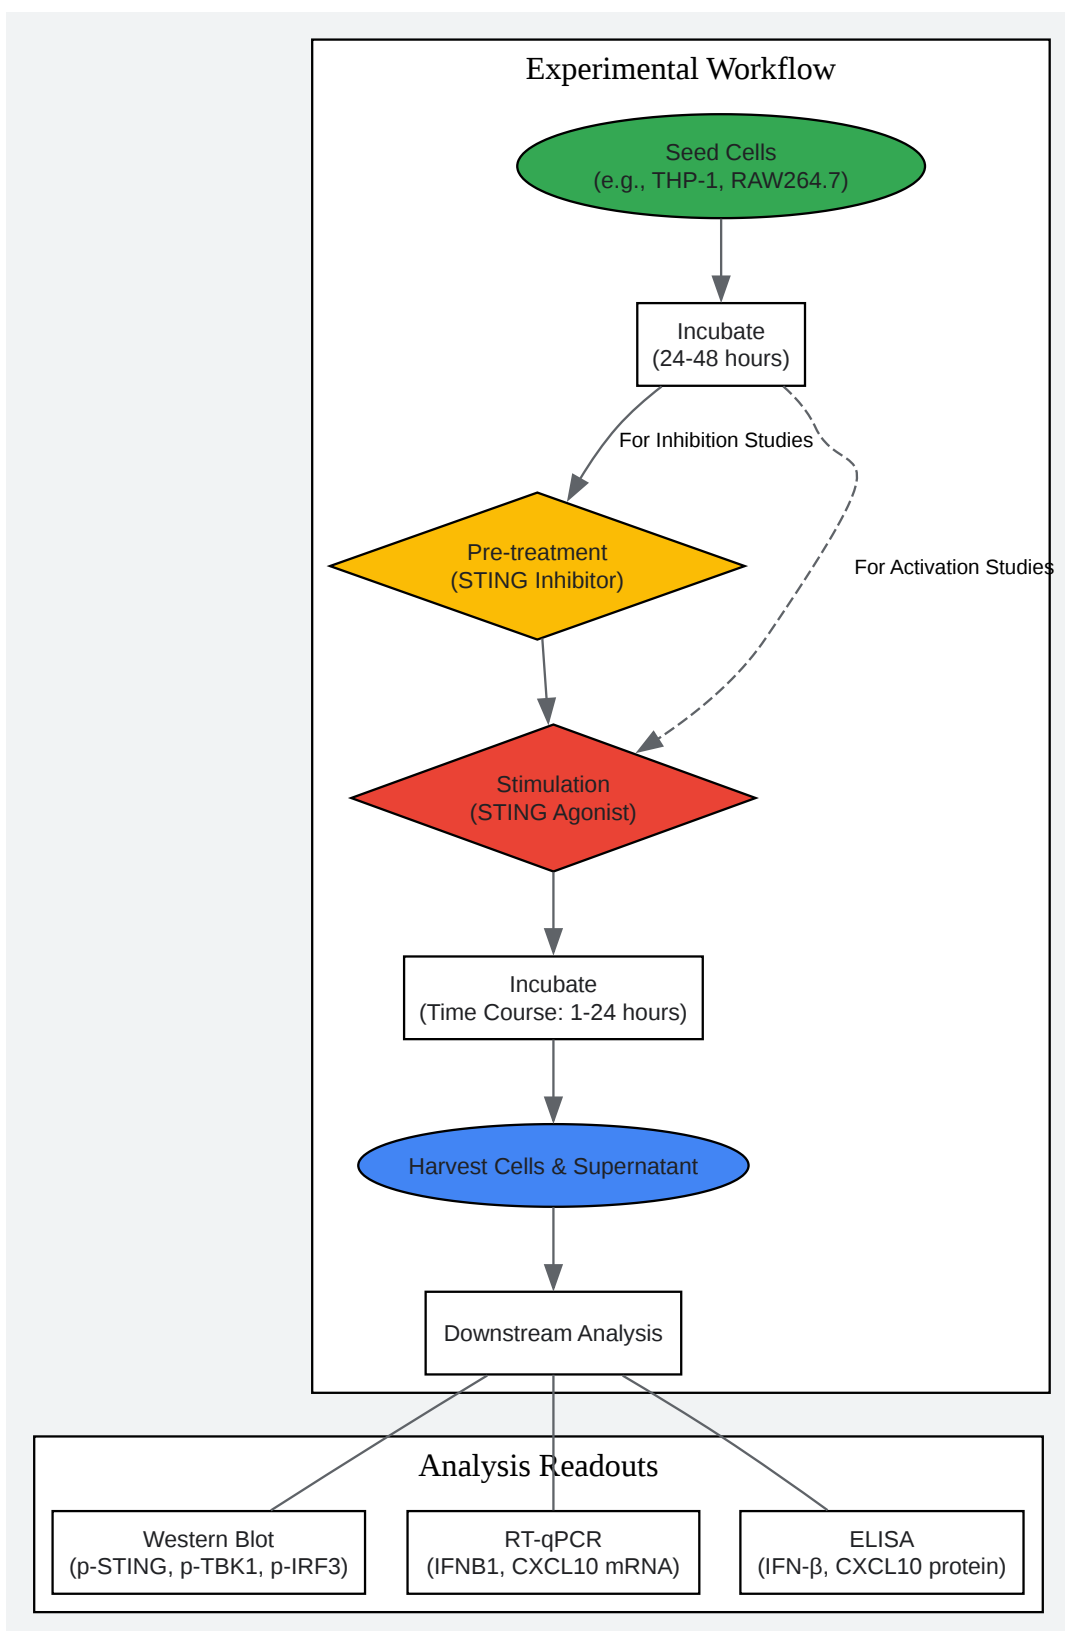 Experimental Workflow
Seed Cells
(e.g., THP-1, RAW264.7)
Incubate
(24-48 hours)
For Inhibition Studies
Pre-treatment
(STING Inhibitor)
For Activation Studies
Stimulation
(STING Agonist)
Incubate
(Time Course: 1-24 hours)
Harvest Cells & Supernatant
Downstream Analysis
Analysis Readouts
Western Blot
(p-STING, p-TBK1, p-IRF3)
RT-qPCR
(IFNB1, CXCL10 mRNA)
ELISA
(IFN-β, CXCL10 protein)